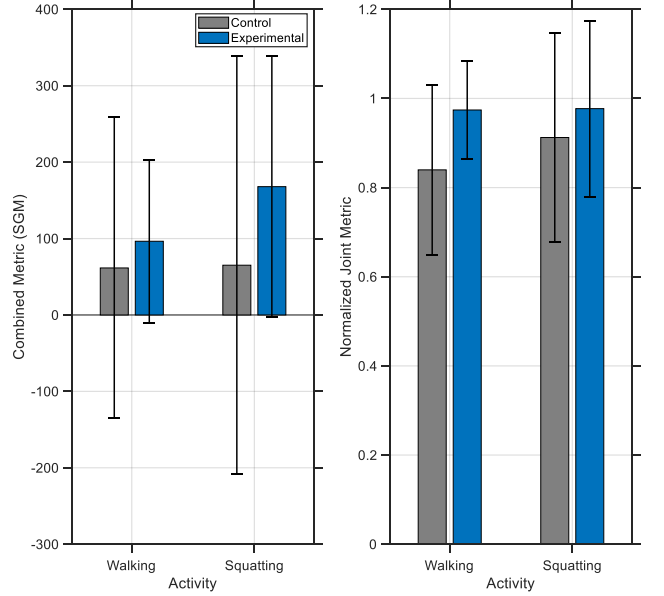 400
300
200
100
0
-100
-200
-300
Combined Metric (SGM)
Control
Experimental
Walking
Squatting
Activity
1.2
1
0.8
0.6
0.4
0.2
0
Normalized Joint Metric
Walking
Squatting
Activity